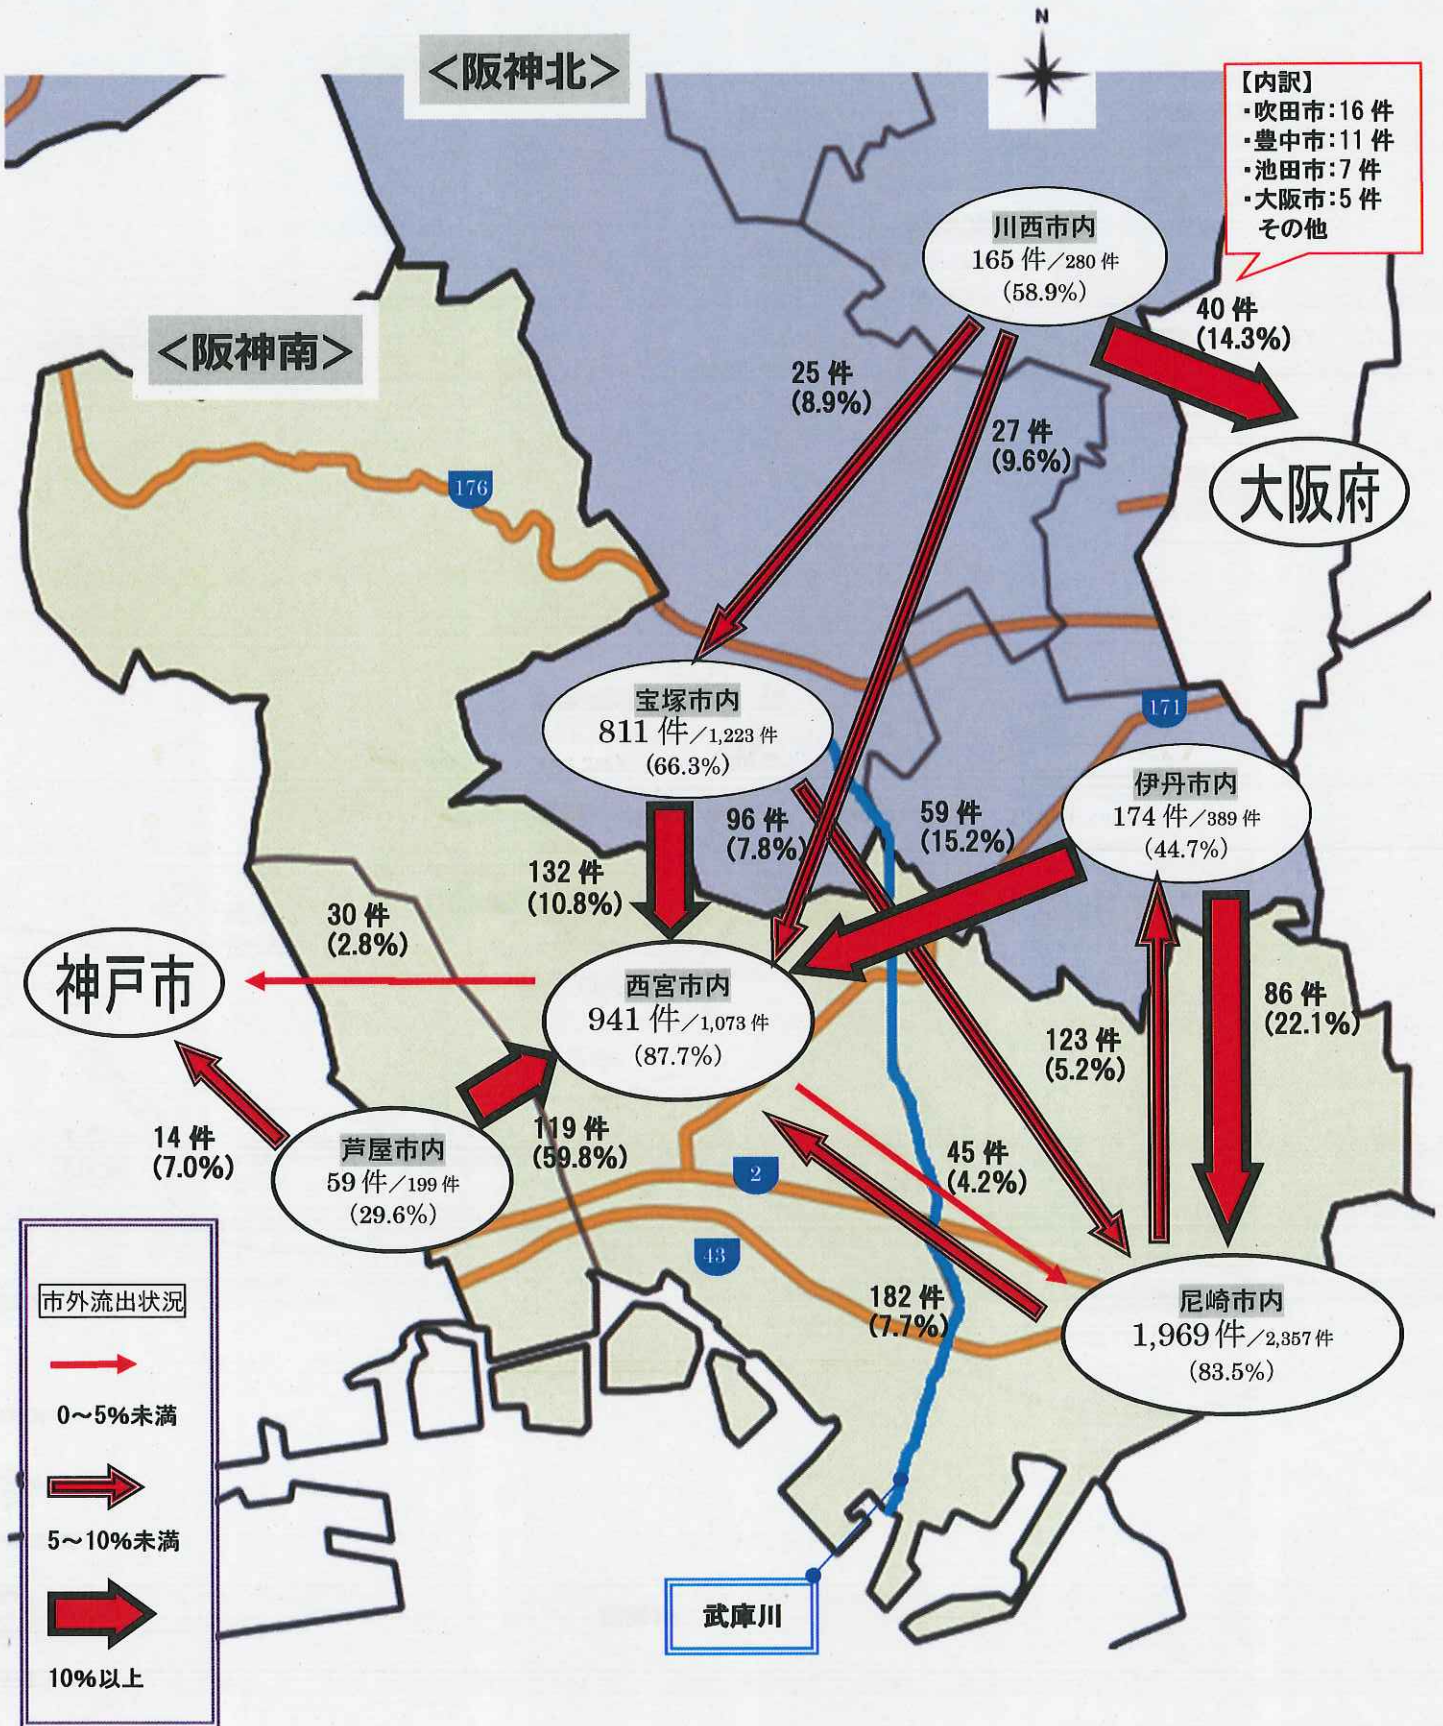 N
＜阪神北＞
【内訳】
・吹田市：16 件
・豊中市：11 件
・池田市：7 件
・大阪市：5 件
その他
川西市内
165 件／280 件
(58.9%)
40 件
(14.3%)
＜阪神南＞
25 件
(8.9%)
27 件
(9.6%)
大阪府
176
宝塚市内
811 件／1,223 件
(66.3%)
171
伊丹市内
174 件／389 件
(44.7%)
96 件
(7.8%)
59 件
(15.2%)
132 件
(10.8%)
30 件
(2.8%)
神戸市
西宮市内
941 件／1,073 件
(87.7%)
86 件
(22.1%)
123 件
(5.2%)
14 件
(7.0%)
芦屋市内
59 件／199 件
(29.6%)
119 件
(59.8%)
2
45 件
(4.2%)
43
182 件
(7.7%)
尼崎市内
1,969 件／2,357 件
(83.5%)
市外流出状況
0～5%未満
5～10%未満
10%以上
武庫川